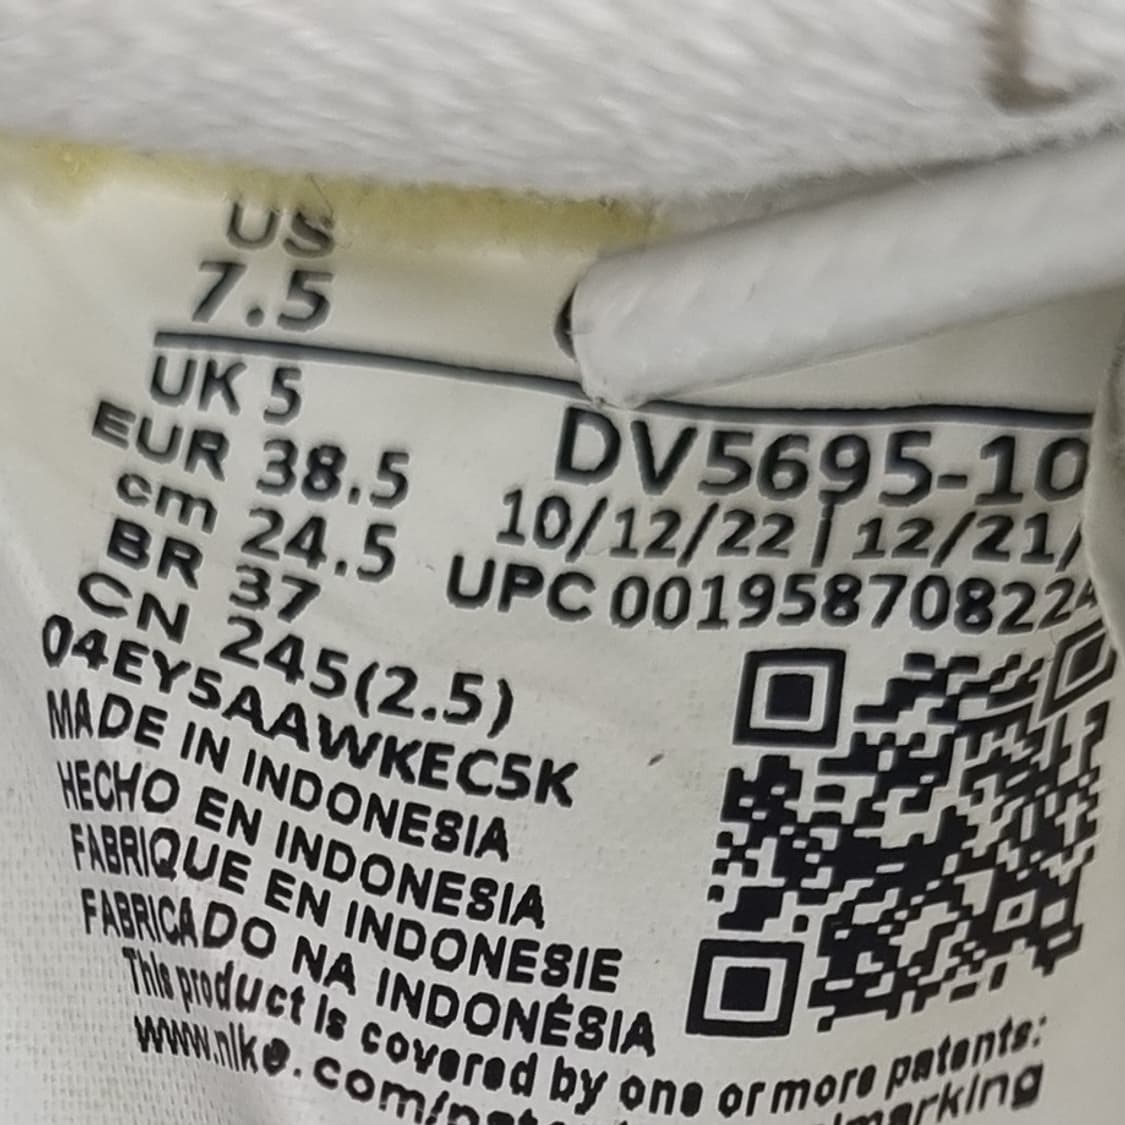 US
7.5
UK 5
EUR 38.5
cm 24.5
BR 37
CN 245(2.5)
04EY5AAWKEC5K
MADE IN INDONESIA
HECHO EN INDONESIA
FABRIQUE EN INDONESIE
FABRICADO NA INDONÉSIA
This product is covered by one or more patents:
www.nike.com/
DV5695-10
10/12/22 | 12/21/
UPC 00195870822